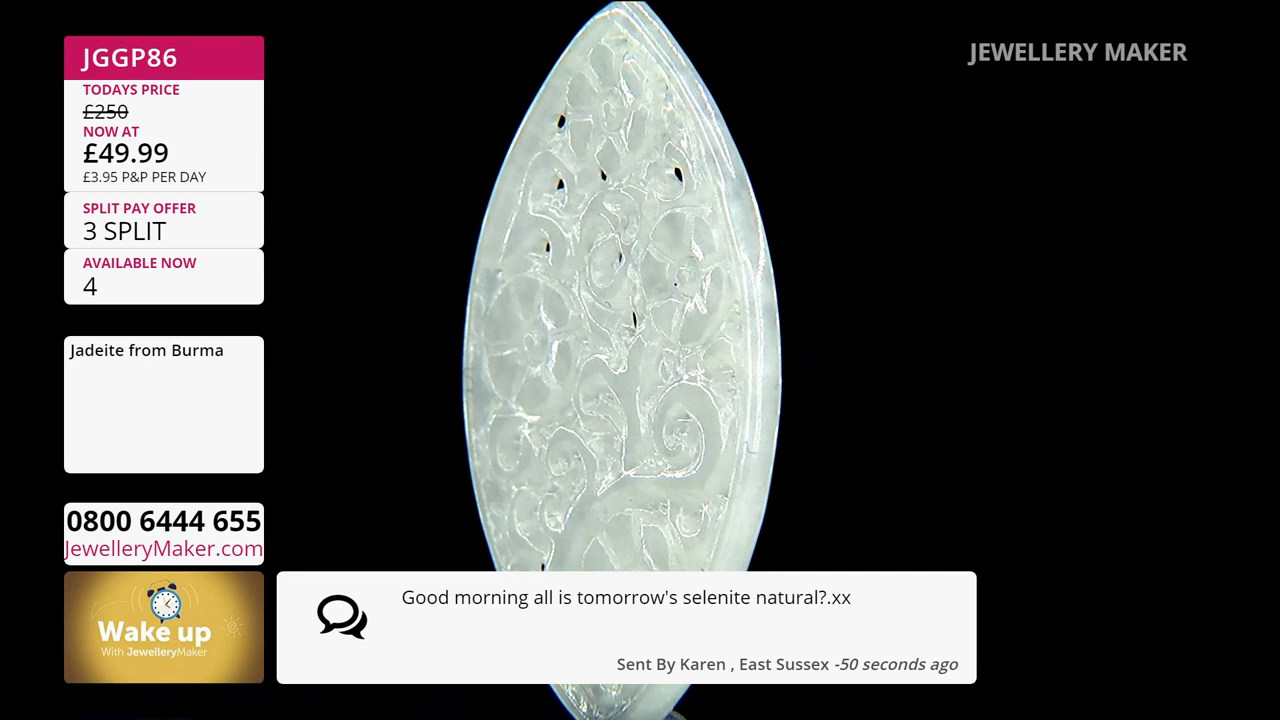 JGGP86
TODAYS PRICE
£250
NOW AT
£49.99
£3.95 P&P PER DAY
SPLIT PAY OFFER
3 SPLIT
AVAILABLE NOW
4
Jadeite from Burma
0800 6444 655
JewelleryMaker.com
Wake up
With JewelleryMaker
JEWELLERY MAKER
Good morning all is tomorrow's selenite natural?.xx
Sent By Karen , East Sussex -50 seconds ago